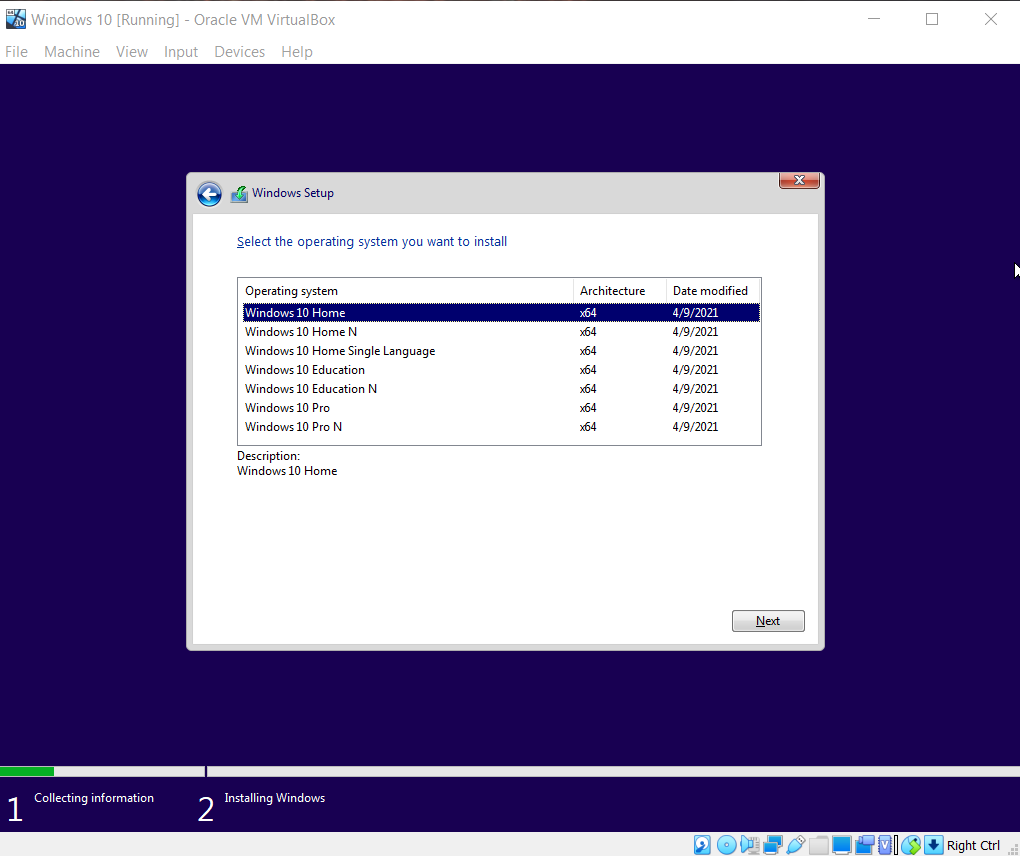 Windows 10 [Running] - Oracle VM VirtualBox
File Machine View Input Devices Help
Windows Setup
Select the operating system you want to install
Operating system Architecture Date modified
Windows 10 Home x64 4/9/2021
Windows 10 Home N x64 4/9/2021
Windows 10 Home Single Language x64 4/9/2021
Windows 10 Education x64 4/9/2021
Windows 10 Education N x64 4/9/2021
Windows 10 Pro x64 4/9/2021
Windows 10 Pro N x64 4/9/2021
Description:
Windows 10 Home
Next
1 Collecting information 2 Installing Windows
Right Ctrl